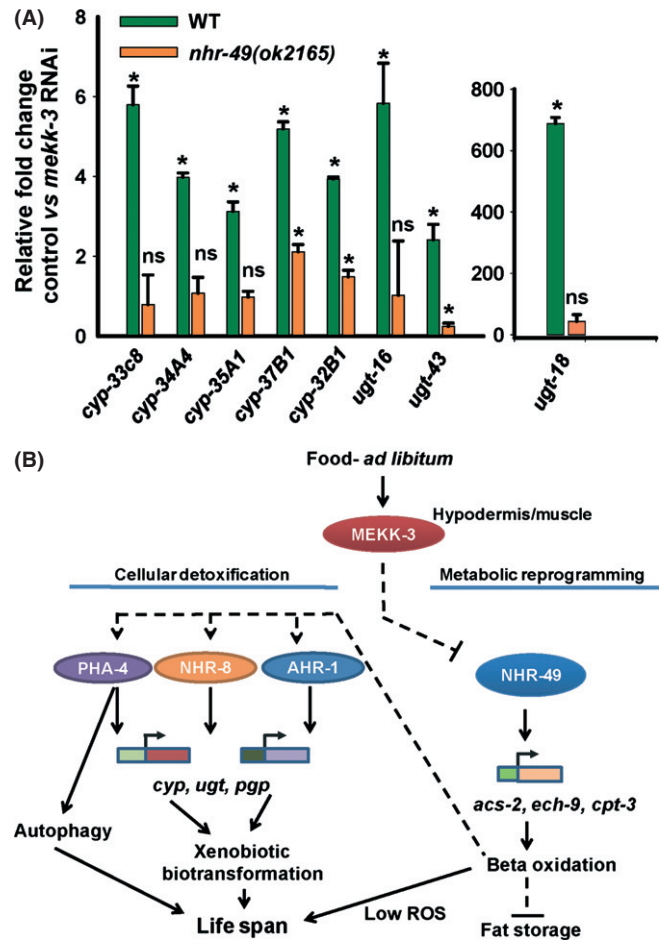 (A)
Relative fold change
control vs mekk-3 RNAi
8
6
4
2
0
WT
nhr-49(ok2165)
*
ns
*
ns
*
ns
*
*
*
*
*
ns
*
*
cyp-33c8
cyp-34A4
cyp-35A1
cyp-37B1
cyp-32B1
ugt-16
ugt-43
800
600
400
200
0
*
ns
ugt-18
(B)
Food- ad libitum
MEKK-3
Hypodermis/muscle
Cellular detoxification
Metabolic reprogramming
PHA-4
NHR-8
AHR-1
NHR-49
cyp, ugt, pgp
acs-2, ech-9, cpt-3
Autophagy
Xenobiotic
biotransformation
Beta oxidation
Low ROS
Life span
Fat storage